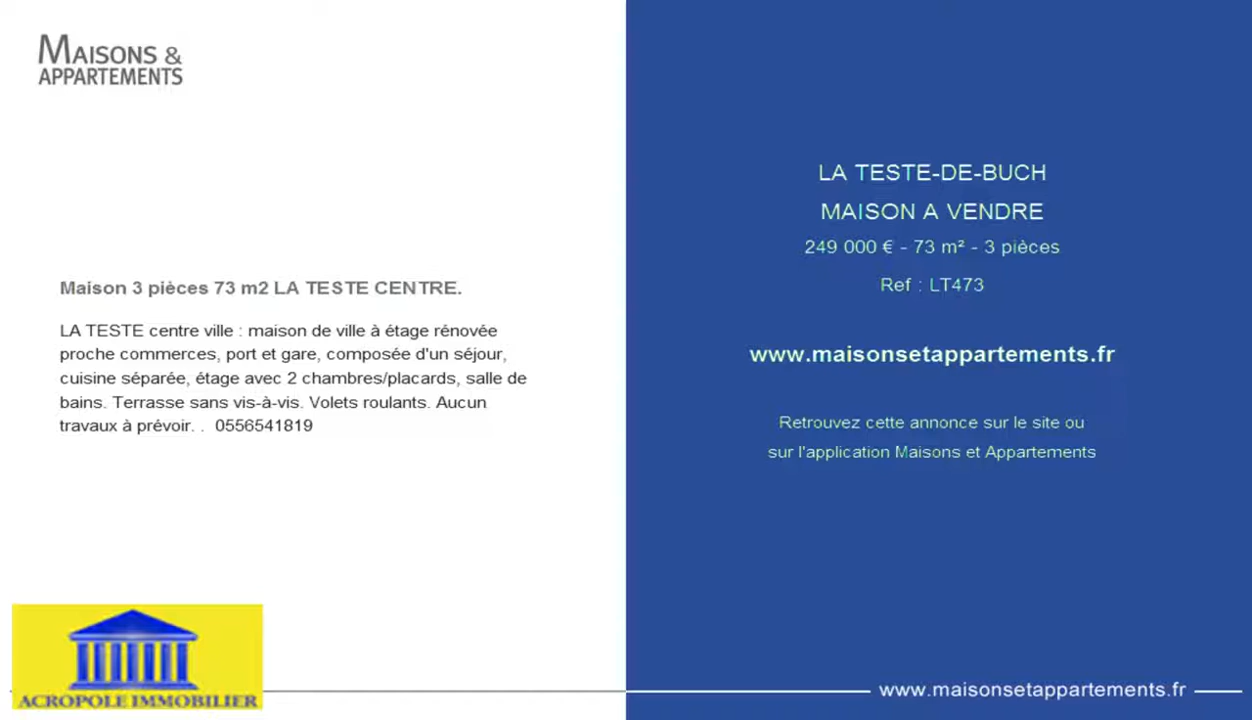 MAISONS &
APPARTEMENTS
Maison 3 pièces 73 m2 LA TESTE CENTRE.
LA TESTE centre ville : maison de ville à étage rénovée
proche commerces, port et gare, composée d'un séjour,
cuisine séparée, étage avec 2 chambres/placards, salle de
bains. Terrasse sans vis-à-vis. Volets roulants. Aucun
travaux à prévoir. . 0556541819
ACROPOLE IMMOBILIER
LA TESTE-DE-BUCH
MAISON A VENDRE
249 000 € - 73 m² - 3 pièces
Ref : LT473
www.maisonsetappartements.fr
Retrouvez cette annonce sur le site ou
sur l'application Maisons et Appartements
www.maisonsetappartements.fr